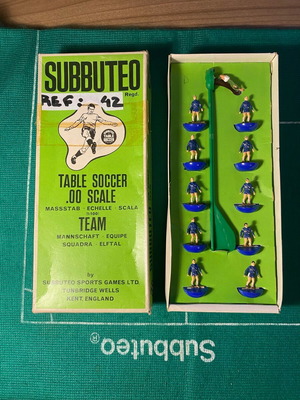 SUBBUTEO
Regd.
REF: 42
TABLE SOCCER
.00 SCALE
MASSSTAB · ECHELLE · SCALA
TEAM
MANNSCHAFT · EQUIPE
SQUADRA · ELFTAL
by
SUBBUTEO SPORTS GAMES LTD.
TUNBRIDGE WELLS
KENT, ENGLAND
Subbuteo®